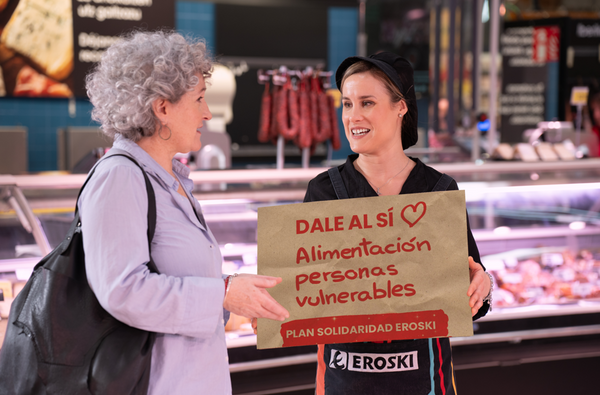 DALE AL SÍ
Alimentación
personas
vulnerables
PLAN SOLIDARIDAD EROSKI
EROSKI